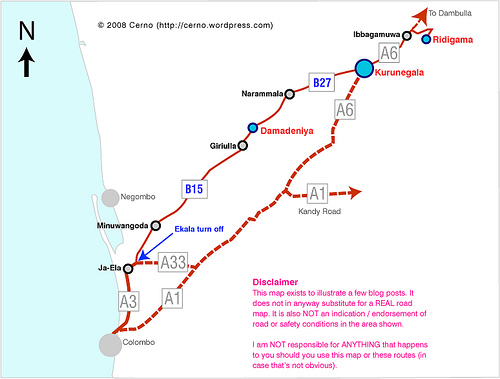 © 2008 Cerno (http://cerno.wordpress.com)
To Dambulla
N
Ibbagamuwa
Ridigama
A6
Kurunegala
B27
Narammala
A6
Damadeniya
Giriulla
B15
A1
Negombo
Kandy Road
Minuwangoda
Ekala turn off
A33
Ja-Ela
A3
A1
Colombo
Disclaimer
This map exists to illustrate a few blog posts. It
does not in anyway substitute for a REAL road
map. It is also NOT an indication / endorsement of
road or safety conditions in the area shown.
I am NOT responsible for ANYTHING that happens
to you should you use this map or these routes (in
case that's not obvious).